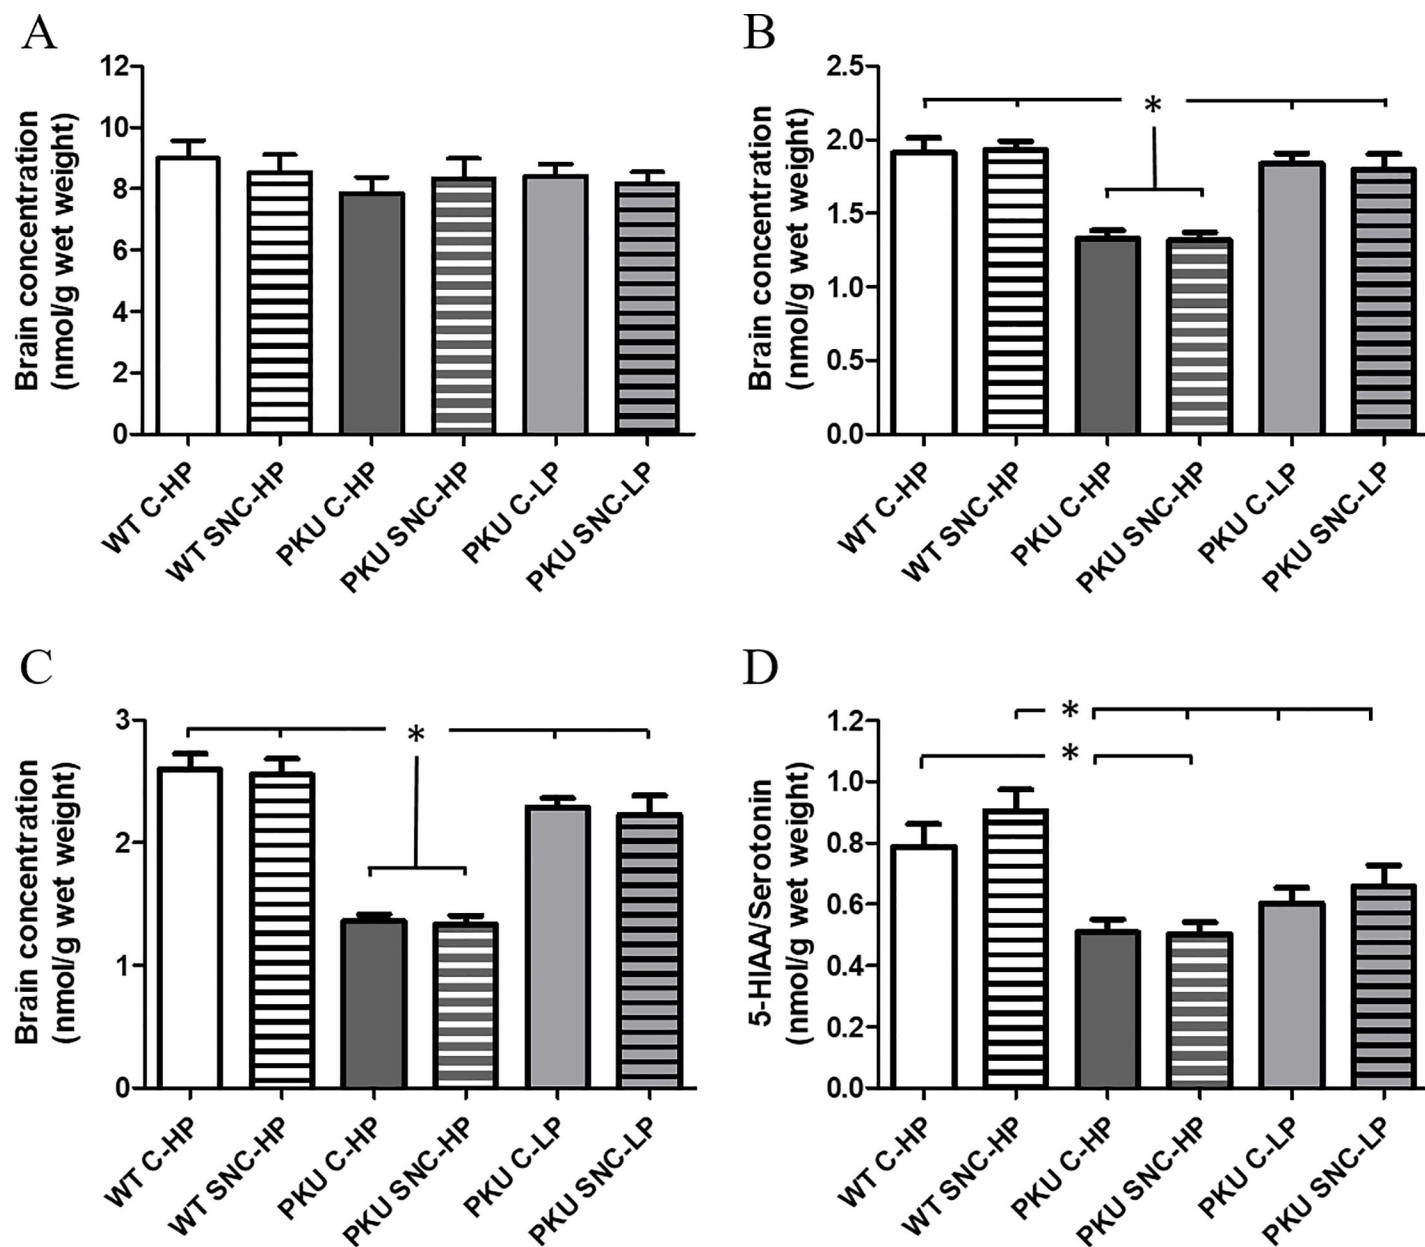 A
Brain concentration
(nmol/g wet weight)
12
10
8
6
4
2
0
WT C-HP
WT SNC-HP
PKU C-HP
PKU SNC-HP
PKU C-LP
PKU SNC-LP
B
Brain concentration
(nmol/g wet weight)
2.5
2.0
1.5
1.0
0.5
0.0
*
WT C-HP
WT SNC-HP
PKU C-HP
PKU SNC-HP
PKU C-LP
PKU SNC-LP
C
Brain concentration
(nmol/g wet weight)
3
2
1
0
*
WT C-HP
WT SNC-HP
PKU C-HP
PKU SNC-HP
PKU C-LP
PKU SNC-LP
D
5-HIAA/Serotonin
(nmol/g wet weight)
1.2
1.0
0.8
0.6
0.4
0.2
0.0
*
*
WT C-HP
WT SNC-HP
PKU C-HP
PKU SNC-HP
PKU C-LP
PKU SNC-LP